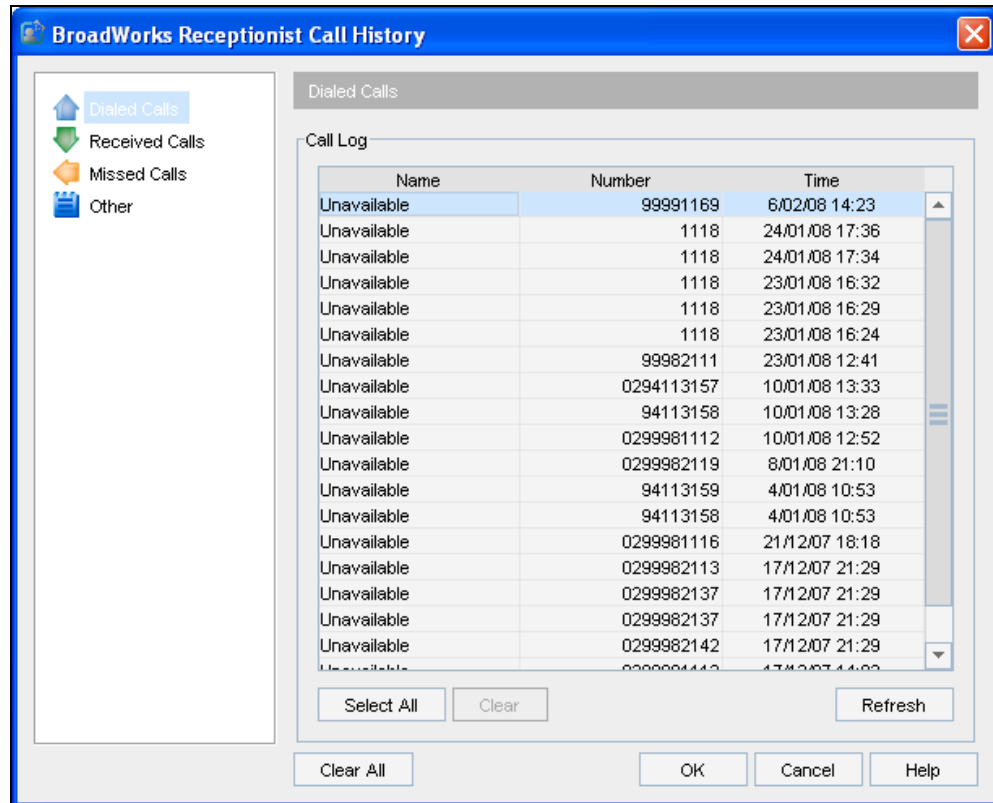 BroadWorks Receptionist Call History
Dialed Calls
Received Calls
Missed Calls
Other
Dialed Calls
Call Log
Name Number Time
Unavailable 99991169 6/02/08 14:23
Unavailable 1118 24/01/08 17:36
Unavailable 1118 24/01/08 17:34
Unavailable 1118 23/01/08 16:32
Unavailable 1118 23/01/08 16:29
Unavailable 1118 23/01/08 16:24
Unavailable 99982111 23/01/08 12:41
Unavailable 0294113157 10/01/08 13:33
Unavailable 94113158 10/01/08 13:28
Unavailable 0299981112 10/01/08 12:52
Unavailable 0299982119 8/01/08 21:10
Unavailable 94113159 4/01/08 10:53
Unavailable 94113158 4/01/08 10:53
Unavailable 0299981116 21/12/07 18:18
Unavailable 0299982113 17/12/07 21:29
Unavailable 0299982137 17/12/07 21:29
Unavailable 0299982137 17/12/07 21:29
Unavailable 0299982142 17/12/07 21:29
Select All Clear Refresh
Clear All OK Cancel Help